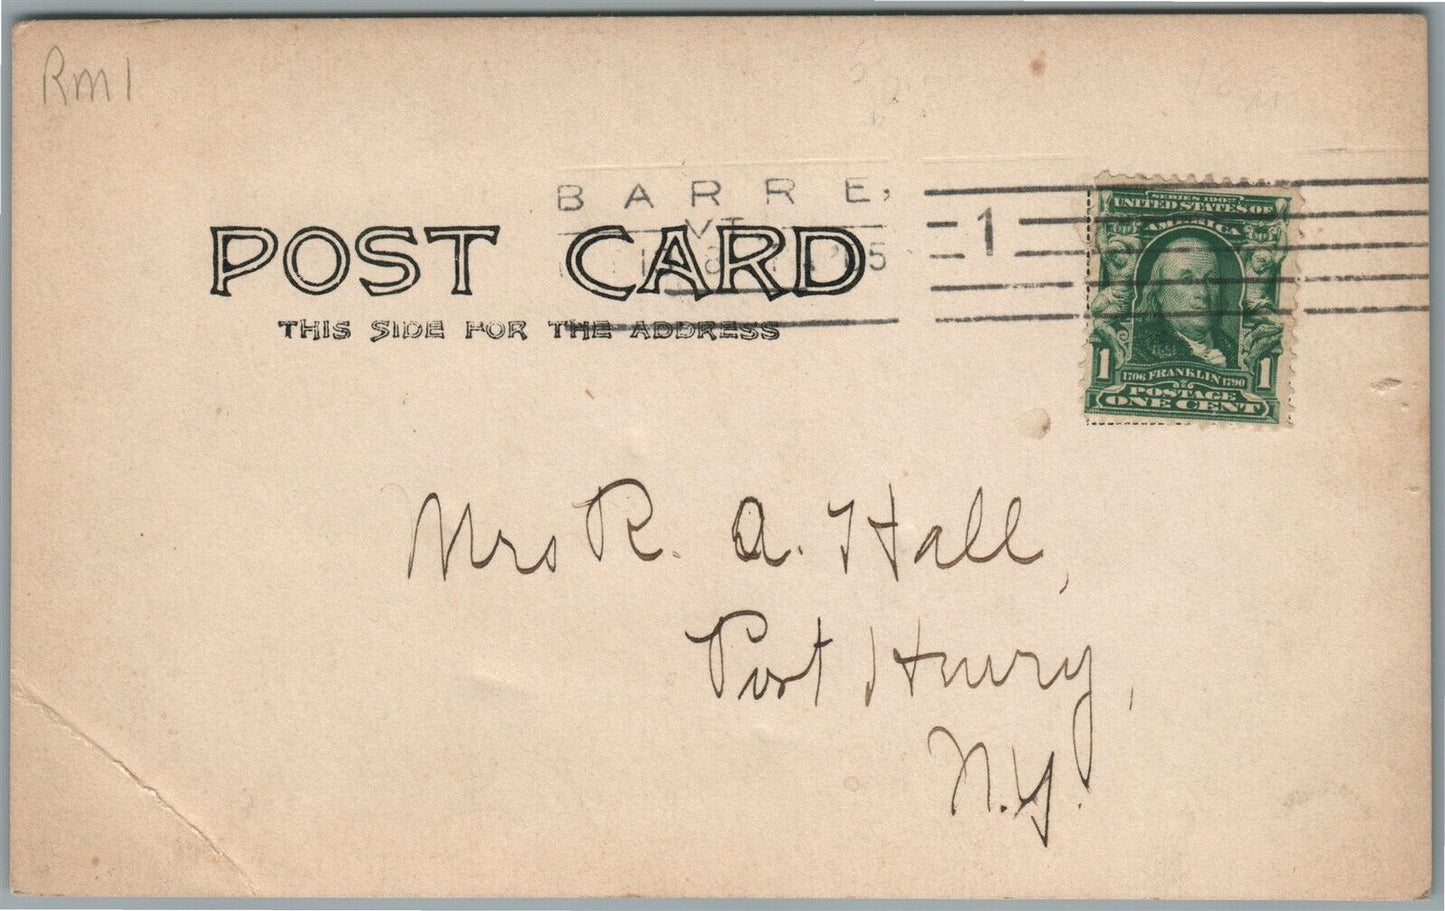 Rm1
BARRE,
VT.
'05
1
POST CARD
THIS SIDE FOR THE ADDRESS
SERIES 1902
UNITED STATES OF
AMERICA
1 1
1706 FRANKLIN 1790
POSTAGE
ONE CENT
Mrs R. A. Hall,
Port Henry,
N.Y.